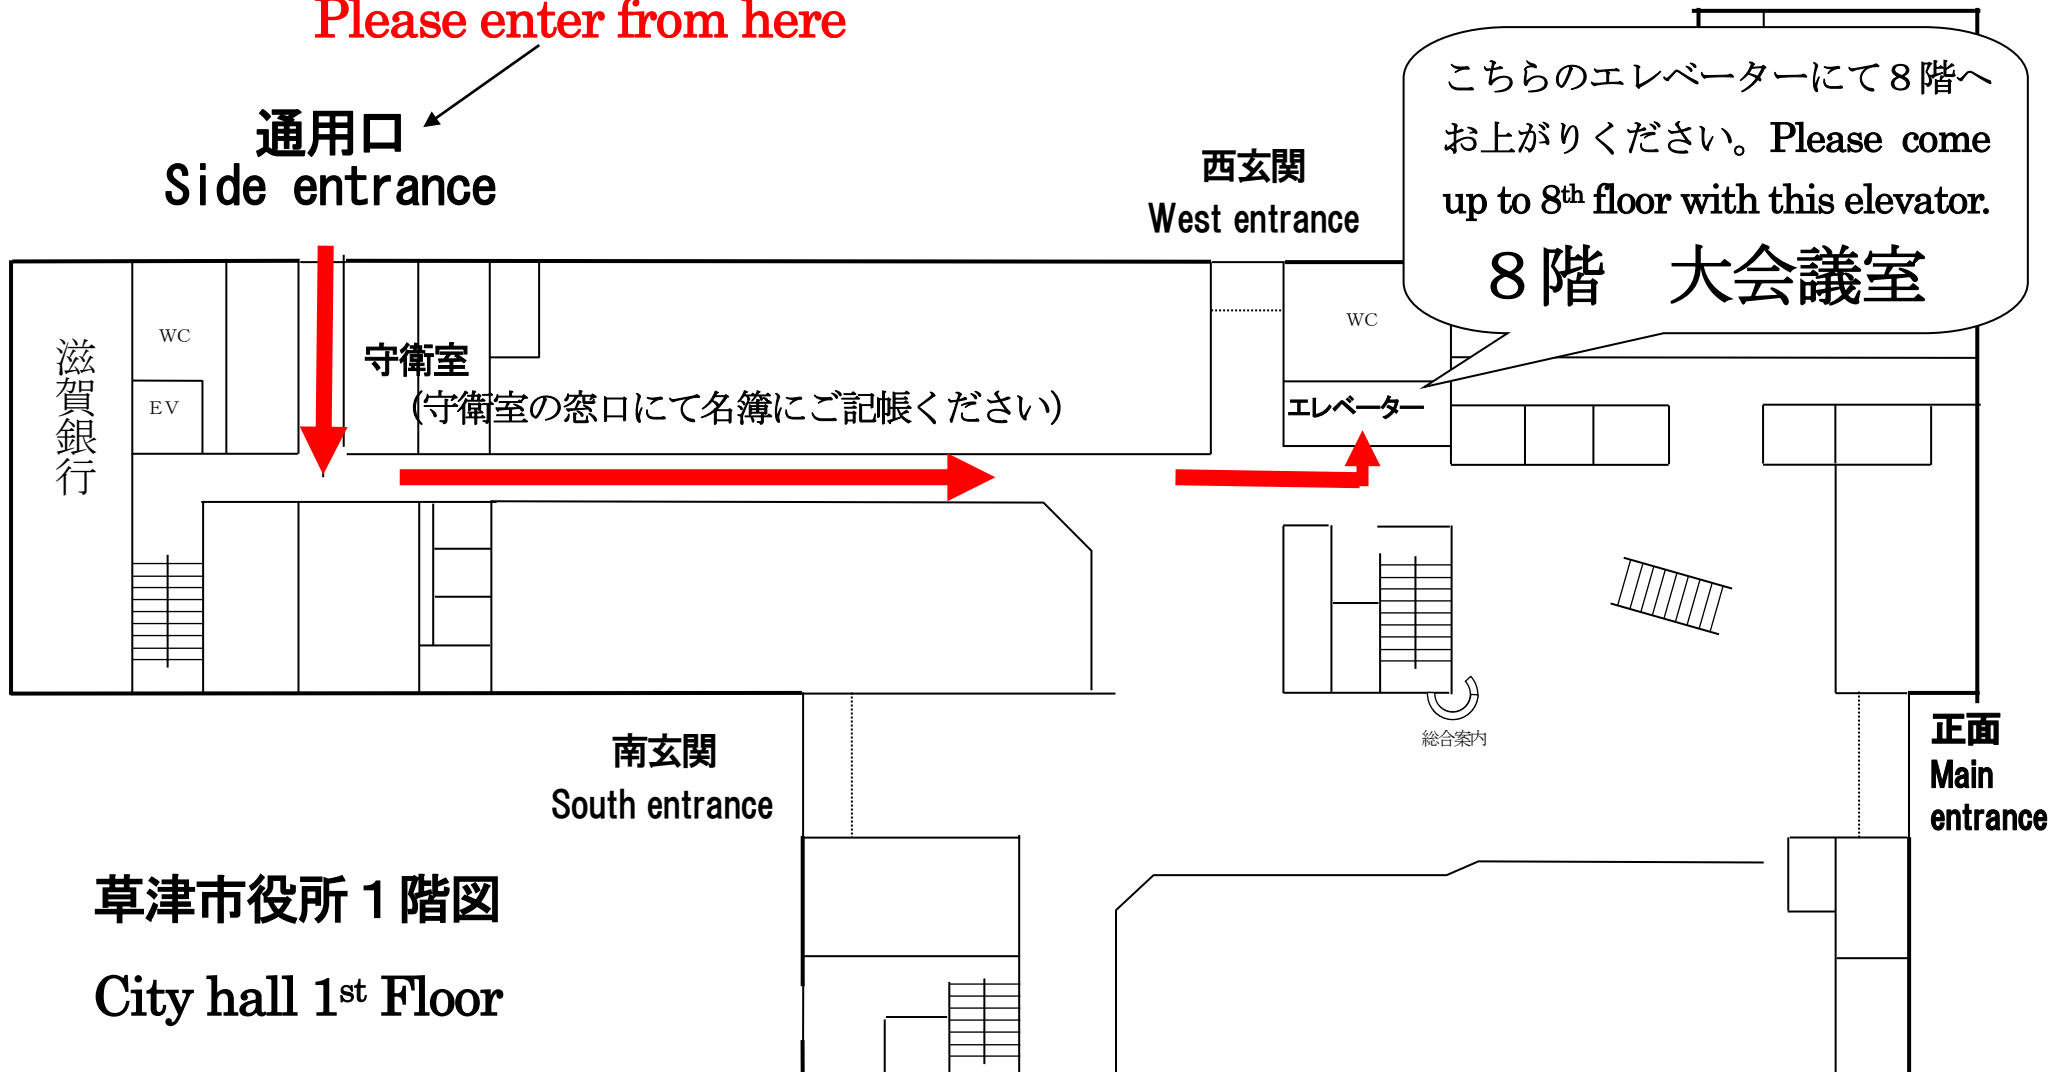 Please enter from here
通用口
Side entrance
西玄関
West entrance
こちらのエレベーターにて８階へ
お上がりください。Please come
up to 8th floor with this elevator.
８階　大会議室
滋賀銀行
WC
EV
守衛室
（守衛室の窓口にて名簿にご記帳ください）
WC
エレベーター
総合案内
南玄関
South entrance
正面
Main
entrance
草津市役所１階図
City hall 1st Floor